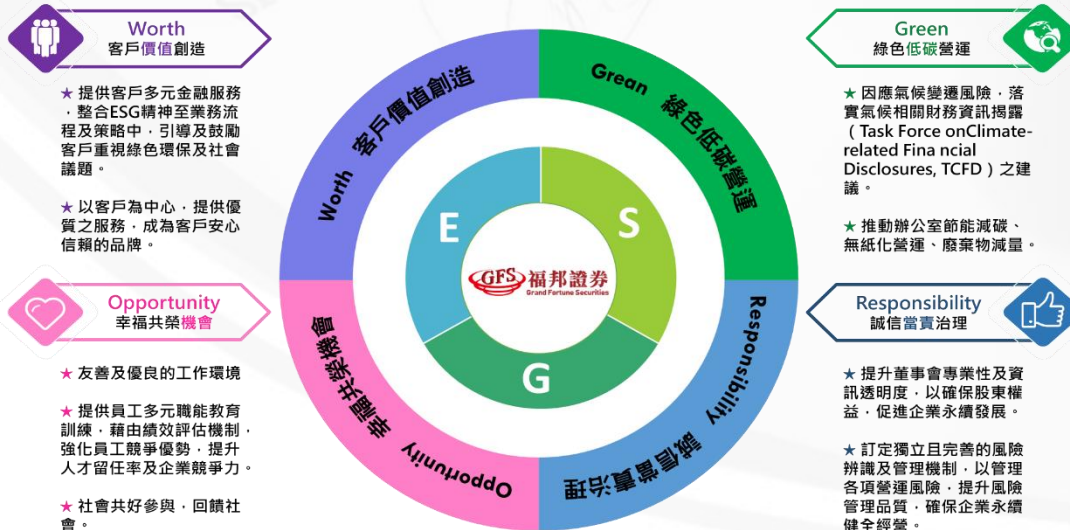 Worth
客戶價值創造
★ 提供客戶多元金融服務
，整合ESG精神至業務流
程及策略中，引導及鼓勵
客戶重視綠色環保及社會
議題。
★ 以客戶為中心，提供優
質之服務，成為客戶安心
信賴的品牌。
Opportunity
幸福共榮機會
★ 友善及優良的工作環境
★ 提供員工多元職能教育
訓練，藉由績效評估機制，
強化員工競爭優勢，提升
人才留任率及企業競爭力。
★ 社會共好參與，回饋社
會。
Worth 客戶價值創造
Grean 綠色低碳營運
Opportunity 幸福共榮機會
Responsibility 誠信當責治理
E
S
G
GFS 福邦證券
Grand Fortune Securities
Green
綠色低碳營運
★ 因應氣候變遷風險，落
實氣候相關財務資訊揭露
（Task Force onClimate-
related Fina ncial
Disclosures, TCFD ）之建
議。
★ 推動辦公室節能減碳、
無紙化營運、廢棄物減量。
Responsibility
誠信當責治理
★ 提升董事會專業性及資
訊透明度，以確保股東權
益，促進企業永續發展。
★ 訂定獨立且完善的風險
辨識及管理機制，以管理
各項營運風險，提升風險
管理品質，確保企業永續
健全經營。